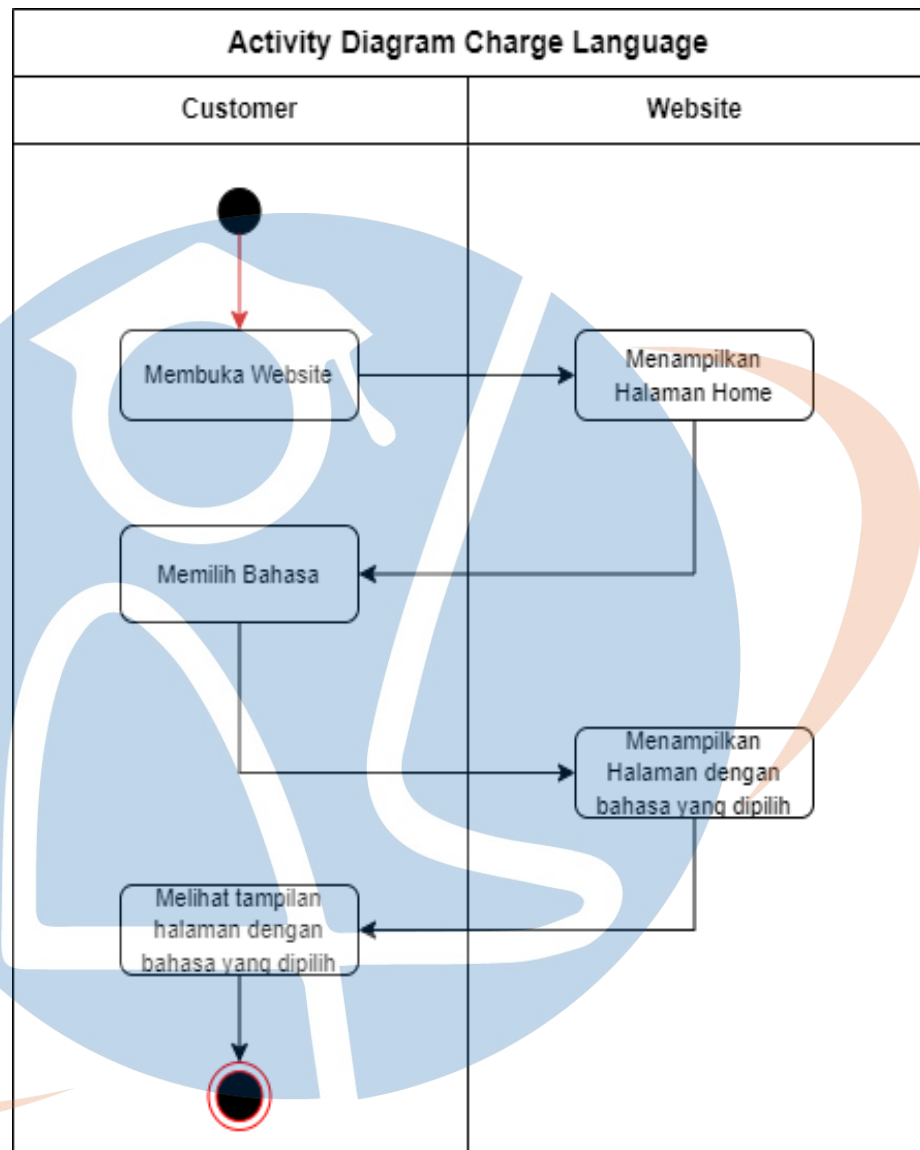 Activity Diagram Charge Language
Customer
Website
Membuka Website
Menampilkan
Halaman Home
Memilih Bahasa
Menampilkan
Halaman dengan
bahasa yang dipilih
Melihat tampilan
halaman dengan
bahasa yang dipilih